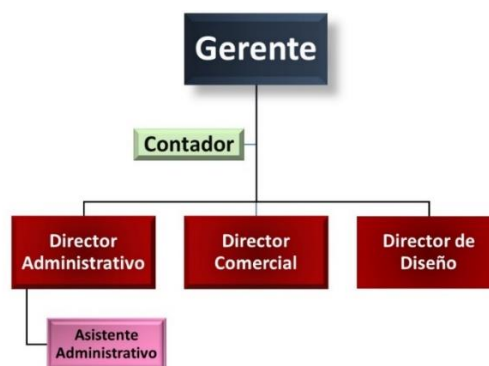 Gerente
Contador
Director
Administrativo
Director
Comercial
Director de
Diseño
Asistente
Administrativo